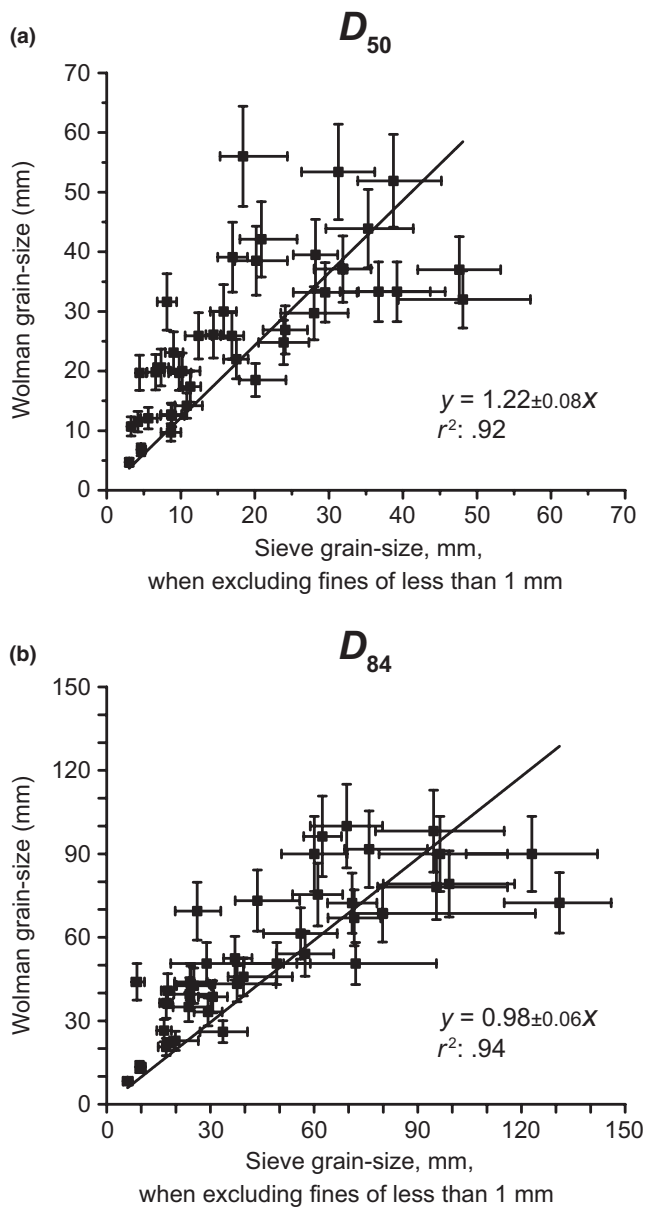 (a)
D50
70
60
50
40
30
20
10
0
Wolman grain-size (mm)
y = 1.22±0.08x
r2: .92
0 10 20 30 40 50 60 70
Sieve grain-size, mm,
when excluding fines of less than 1 mm
(b)
D84
150
120
90
60
30
0
Wolman grain-size (mm)
y = 0.98±0.06x
r2: .94
0 30 60 90 120 150
Sieve grain-size, mm,
when excluding fines of less than 1 mm